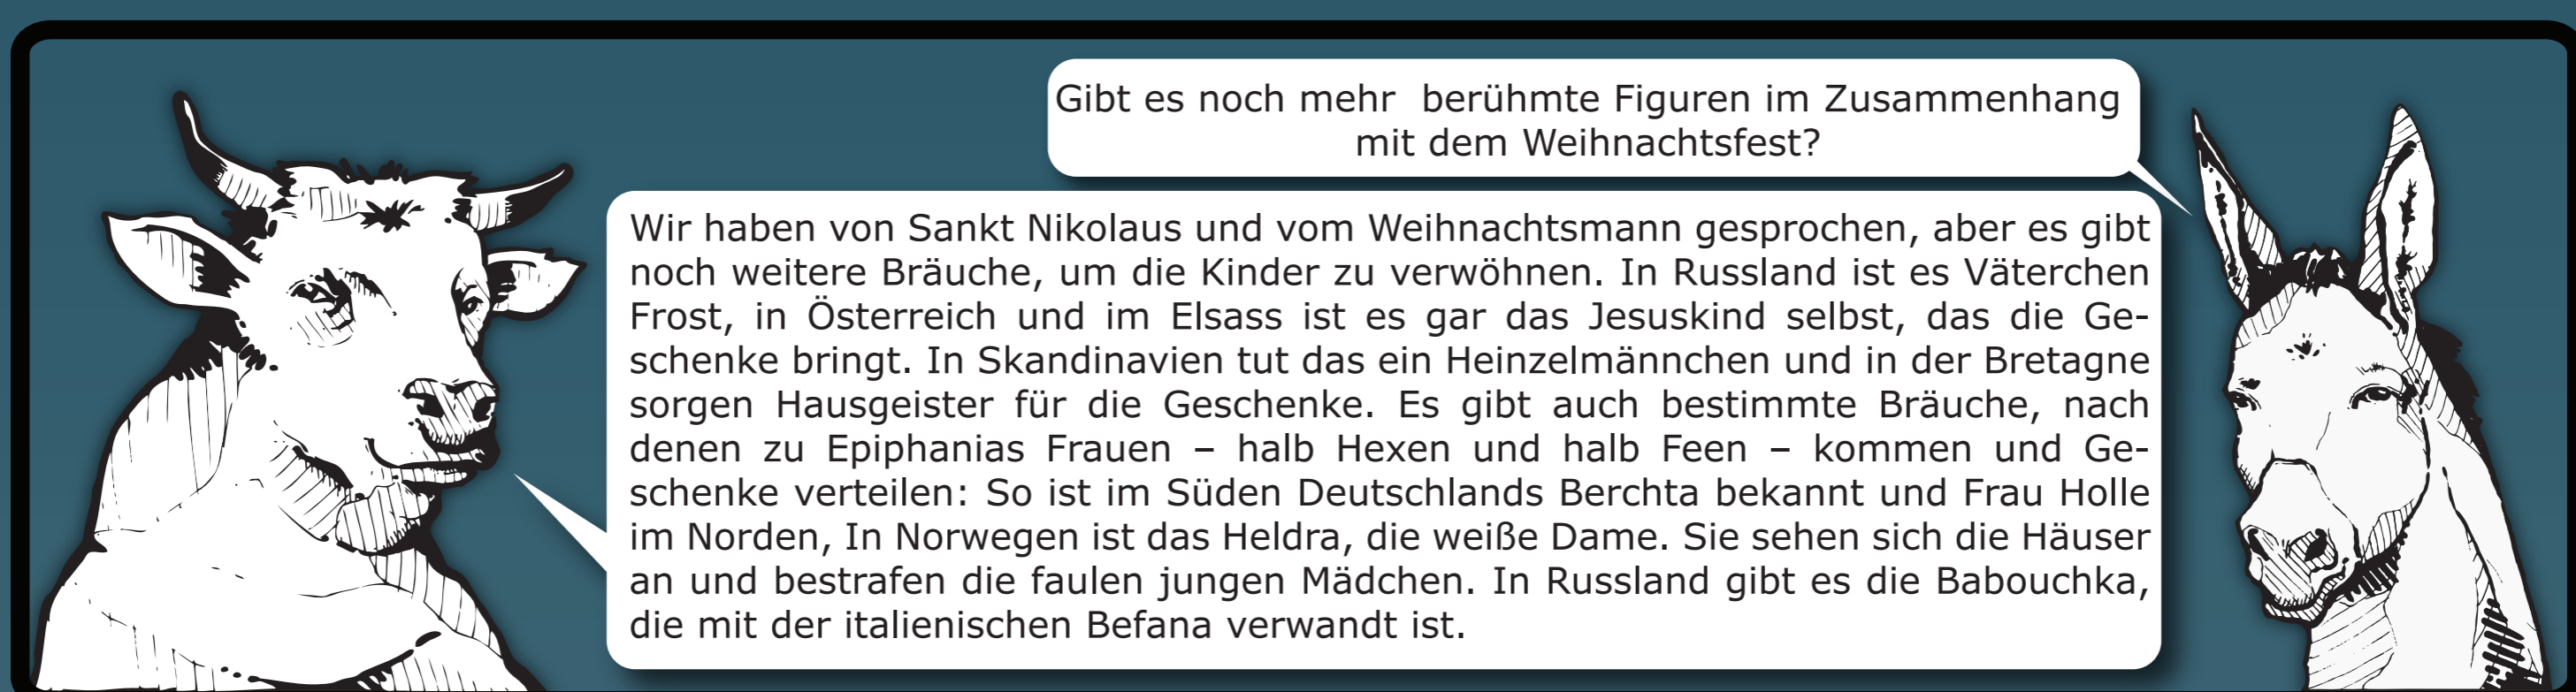 Gibt es noch mehr berühmte Figuren im Zusammenhang
mit dem Weihnachtsfest?
Wir haben von Sankt Nikolaus und vom Weihnachtsmann gesprochen, aber es gibt
noch weitere Bräuche, um die Kinder zu verwöhnen. In Russland ist es Väterchen
Frost, in Österreich und im Elsass ist es gar das Jesuskind selbst, das die Ge-
schenke bringt. In Skandinavien tut das ein Heinzelmännchen und in der Bretagne
sorgen Hausgeister für die Geschenke. Es gibt auch bestimmte Bräuche, nach
denen zu Epiphanias Frauen – halb Hexen und halb Feen – kommen und Ge-
schenke verteilen: So ist im Süden Deutschlands Berchta bekannt und Frau Holle
im Norden, In Norwegen ist das Heldra, die weiße Dame. Sie sehen sich die Häuser
an und bestrafen die faulen jungen Mädchen. In Russland gibt es die Babouchka,
die mit der italienischen Befana verwandt ist.